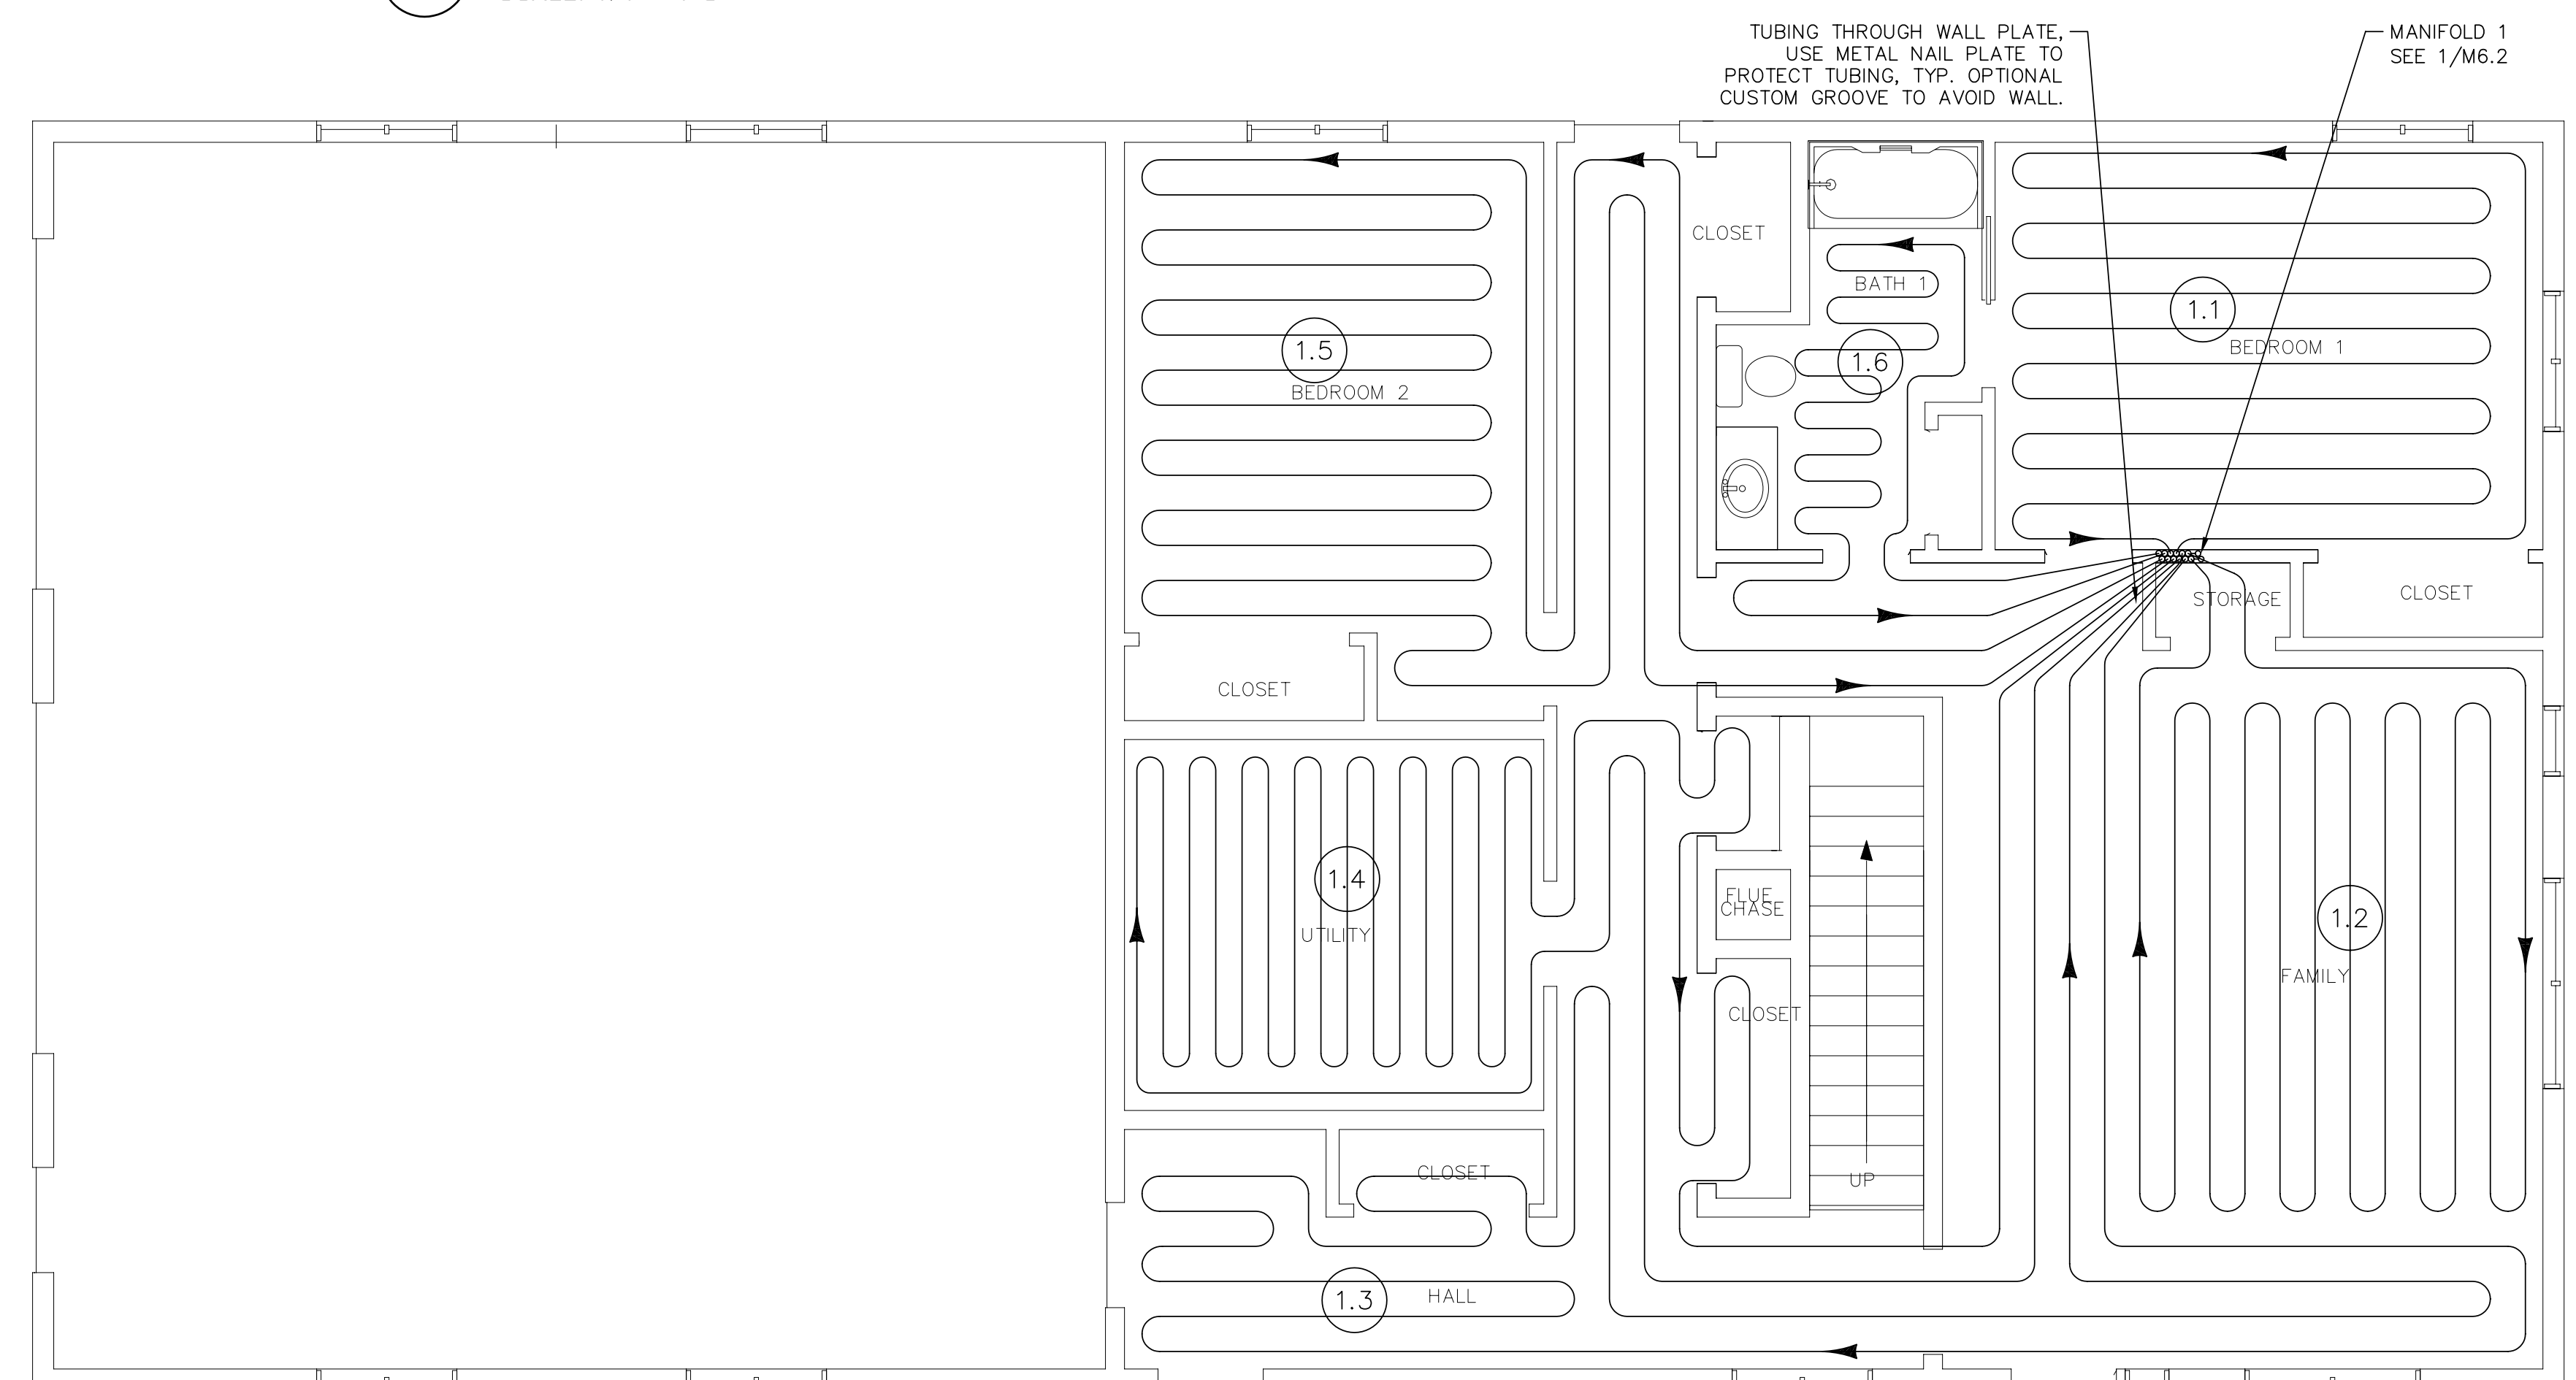 TUBING THROUGH WALL PLATE,
USE METAL NAIL PLATE TO
PROTECT TUBING, TYP. OPTIONAL
CUSTOM GROOVE TO AVOID WALL.
MANIFOLD 1
SEE 1/M6.2
CLOSET
BATH 1
1.1
BEDROOM 1
1.5
BEDROOM 2
1.6
STORAGE
CLOSET
CLOSET
1.4
UTILITY
FLUE
CHASE
1.2
FAMILY
CLOSET
CLOSET
UP
1.3
HALL